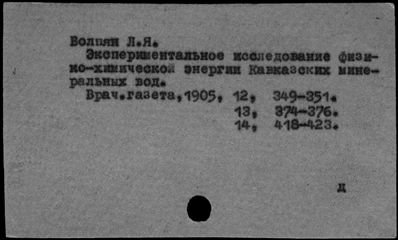 Волпян Л.Я.
Экспериментальное исследование физи-
ко-химической энергии Кавказских мине-
ральных вод.
Врач.газета,1905, 12, 349-351.
13, 374-376.
14, 418-423.
д